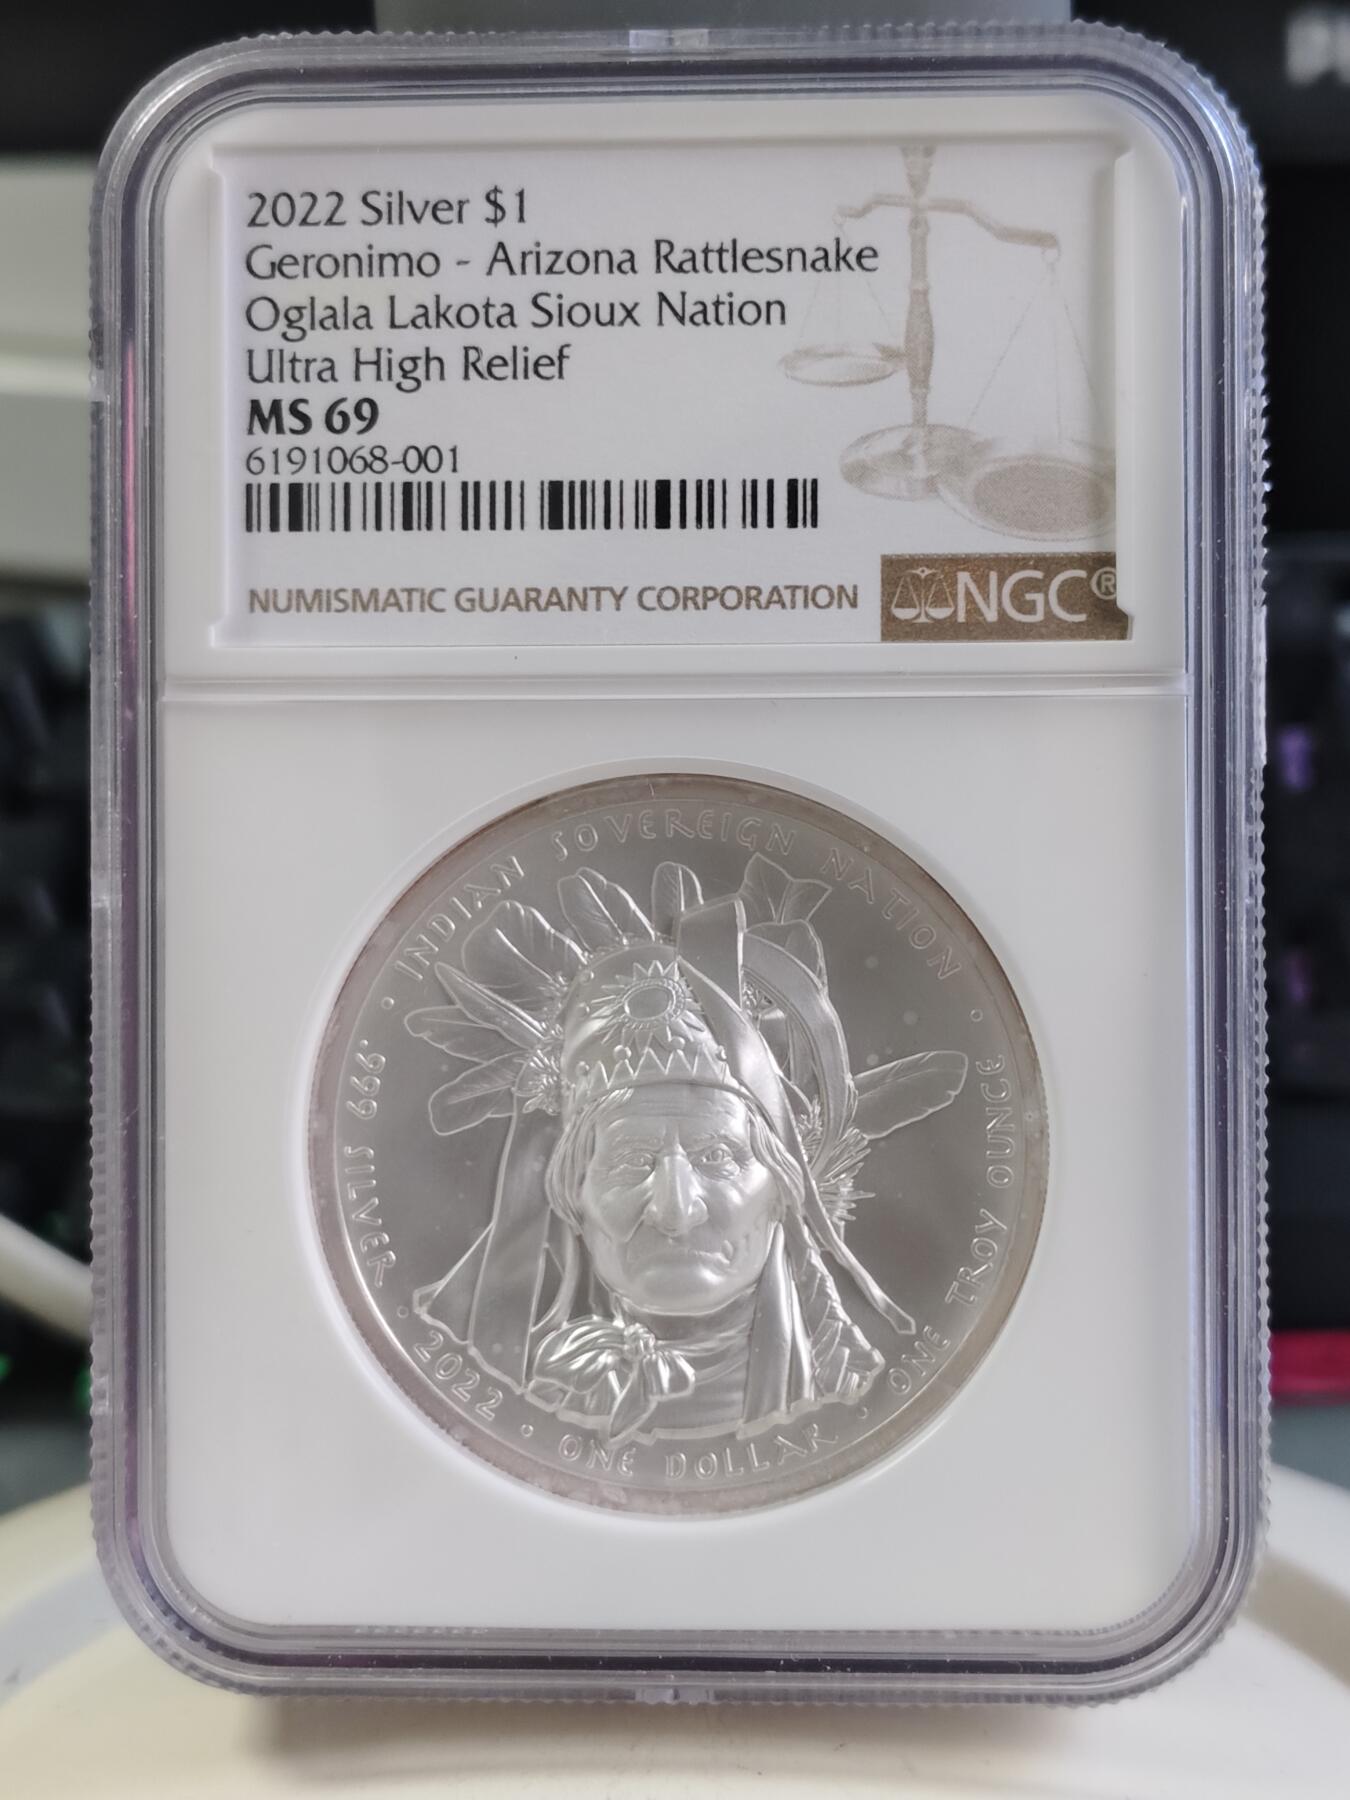 2022 Silver $1
Geronimo - Arizona Rattlesnake
Oglala Lakota Sioux Nation
Ultra High Relief
MS 69
6191068-001
NUMISMATIC GUARANTY CORPORATION
NGC®
INDIAN SOVEREIGN NATION
ONE TROY OUNCE
ONE DOLLAR
2022
SILVER .999